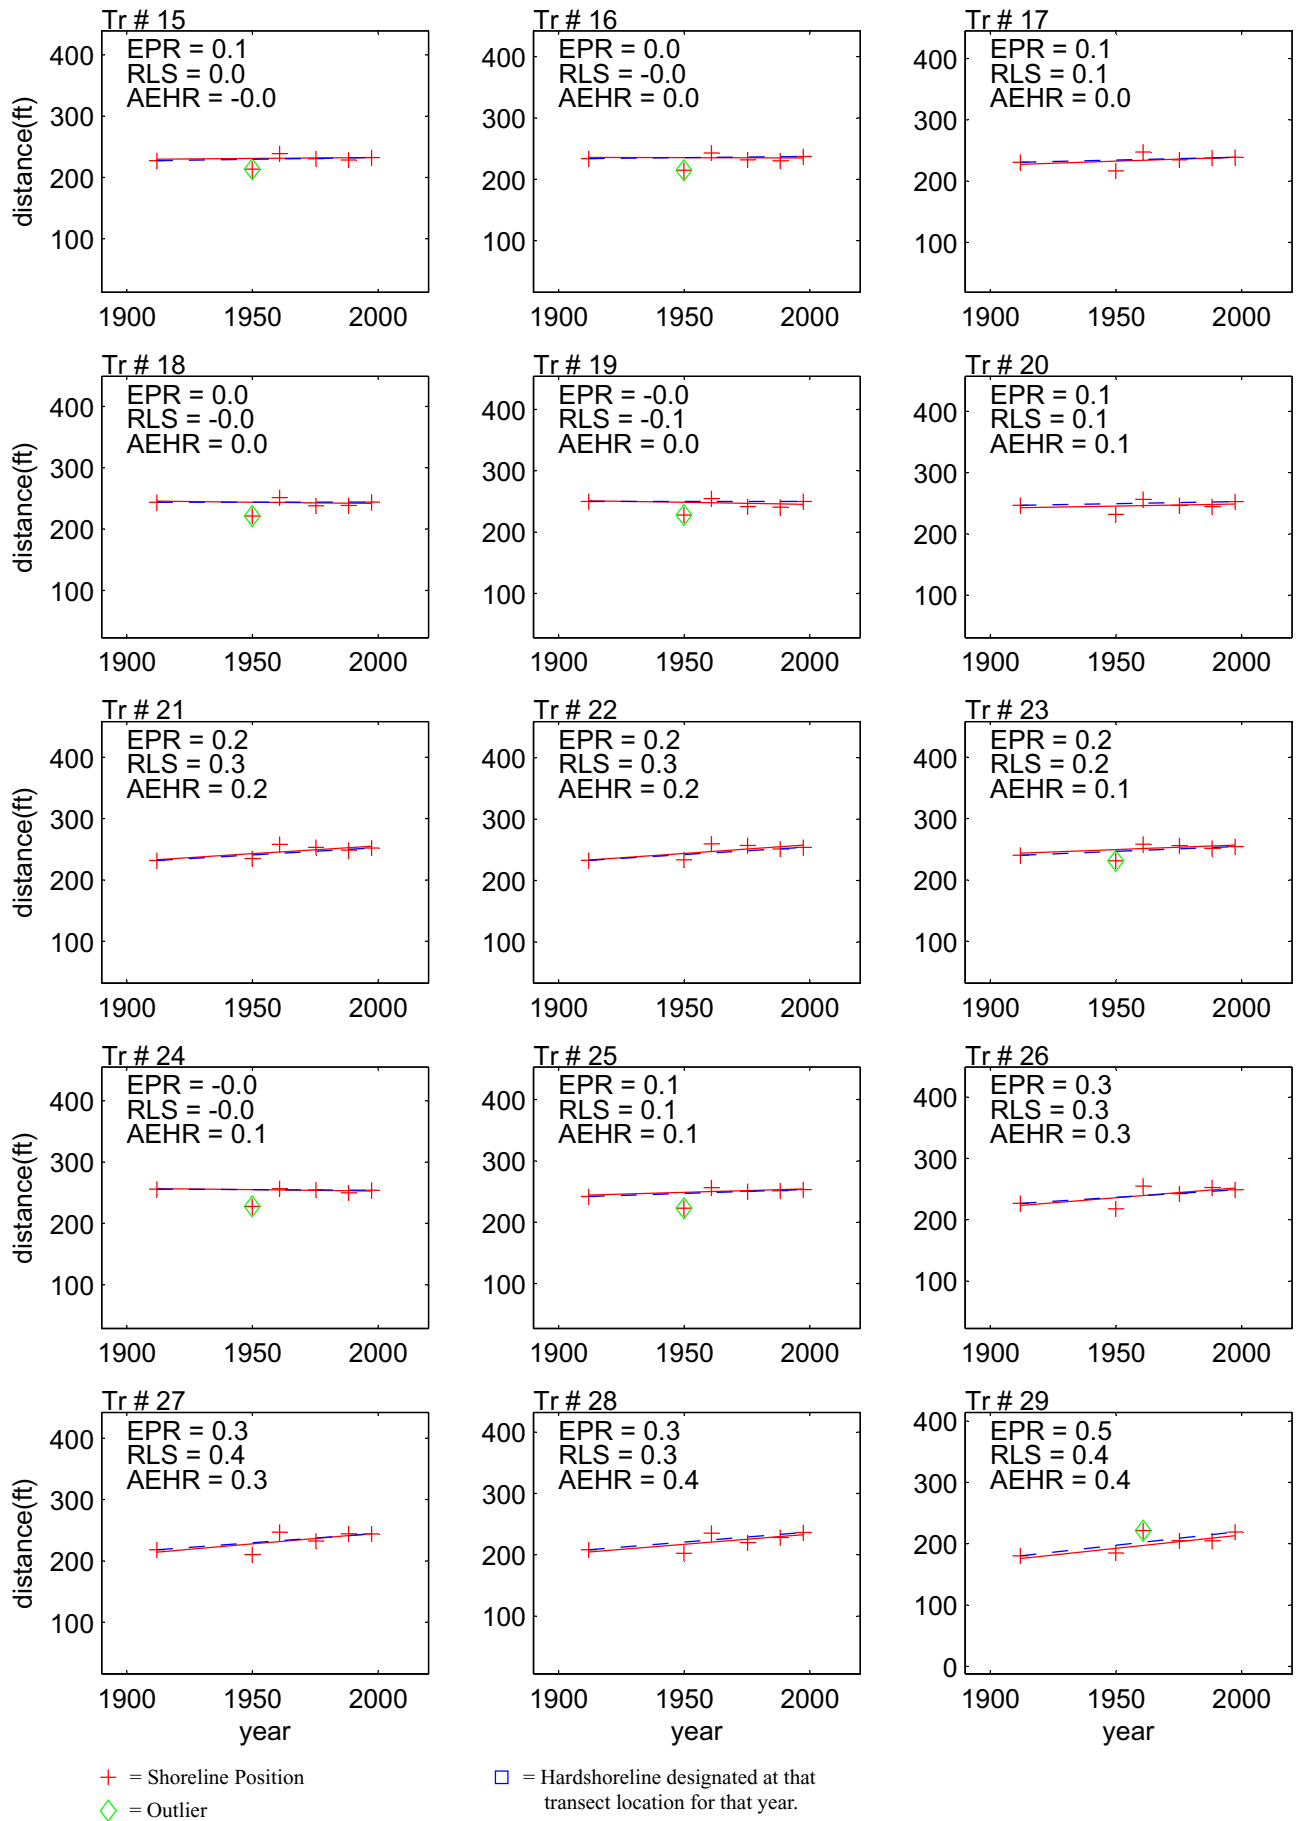 Tr # 15
EPR = 0.1
RLS = 0.0
AEHR = -0.0
distance(ft)
400
300
200
100
1900 1950 2000
Tr # 16
EPR = 0.0
RLS = -0.0
AEHR = 0.0
400
300
200
100
1900 1950 2000
Tr # 17
EPR = 0.1
RLS = 0.1
AEHR = 0.0
400
300
200
100
1900 1950 2000
Tr # 18
EPR = 0.0
RLS = -0.0
AEHR = 0.0
distance(ft)
400
300
200
100
1900 1950 2000
Tr # 19
EPR = -0.0
RLS = -0.1
AEHR = 0.0
400
300
200
100
1900 1950 2000
Tr # 20
EPR = 0.1
RLS = 0.1
AEHR = 0.1
400
300
200
100
1900 1950 2000
Tr # 21
EPR = 0.2
RLS = 0.3
AEHR = 0.2
distance(ft)
400
300
200
100
1900 1950 2000
Tr # 22
EPR = 0.2
RLS = 0.3
AEHR = 0.2
400
300
200
100
1900 1950 2000
Tr # 23
EPR = 0.2
RLS = 0.2
AEHR = 0.1
400
300
200
100
1900 1950 2000
Tr # 24
EPR = -0.0
RLS = -0.0
AEHR = 0.1
distance(ft)
400
300
200
100
1900 1950 2000
Tr # 25
EPR = 0.1
RLS = 0.1
AEHR = 0.1
400
300
200
100
1900 1950 2000
Tr # 26
EPR = 0.3
RLS = 0.3
AEHR = 0.3
400
300
200
100
1900 1950 2000
Tr # 27
EPR = 0.3
RLS = 0.4
AEHR = 0.3
distance(ft)
400
300
200
100
1900 1950 2000
year
Tr # 28
EPR = 0.3
RLS = 0.3
AEHR = 0.4
400
300
200
100
1900 1950 2000
year
Tr # 29
EPR = 0.5
RLS = 0.4
AEHR = 0.4
400
300
200
100
0
1900 1950 2000
year
= Shoreline Position
= Outlier
= Hardshoreline designated at that
transect location for that year.